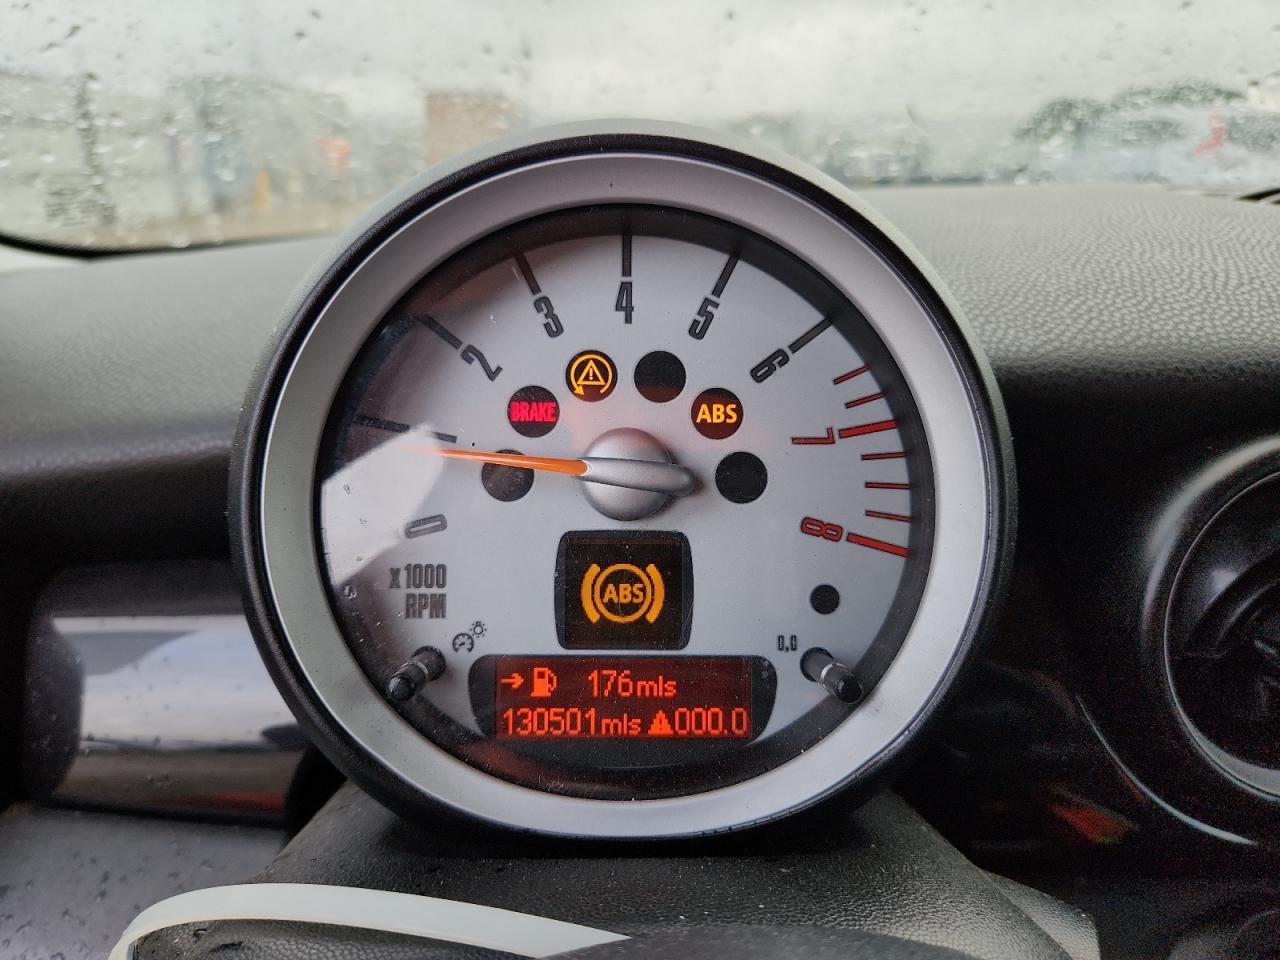 4
3
5
2
6
BRAKE
ABS
7
0
8
x1000
RPM
ABS
0.0
176mls
130501mls 000.0